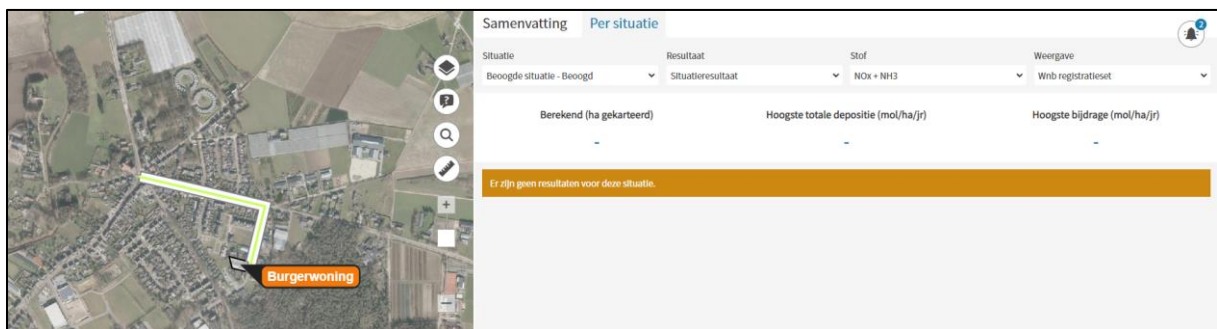 Samenvatting Per situatie
2
Situatie Resultaat Stof Weergave
Beoogde situatie - Beoogd Situatieresultaat NOx + NH3 Wnb registratieset
Berekend (ha gekarteerd) Hoogste totale depositie (mol/ha/jr) Hoogste bijdrage (mol/ha/jr)
- - -
Er zijn geen resultaten voor deze situatie.
Burgerwoning